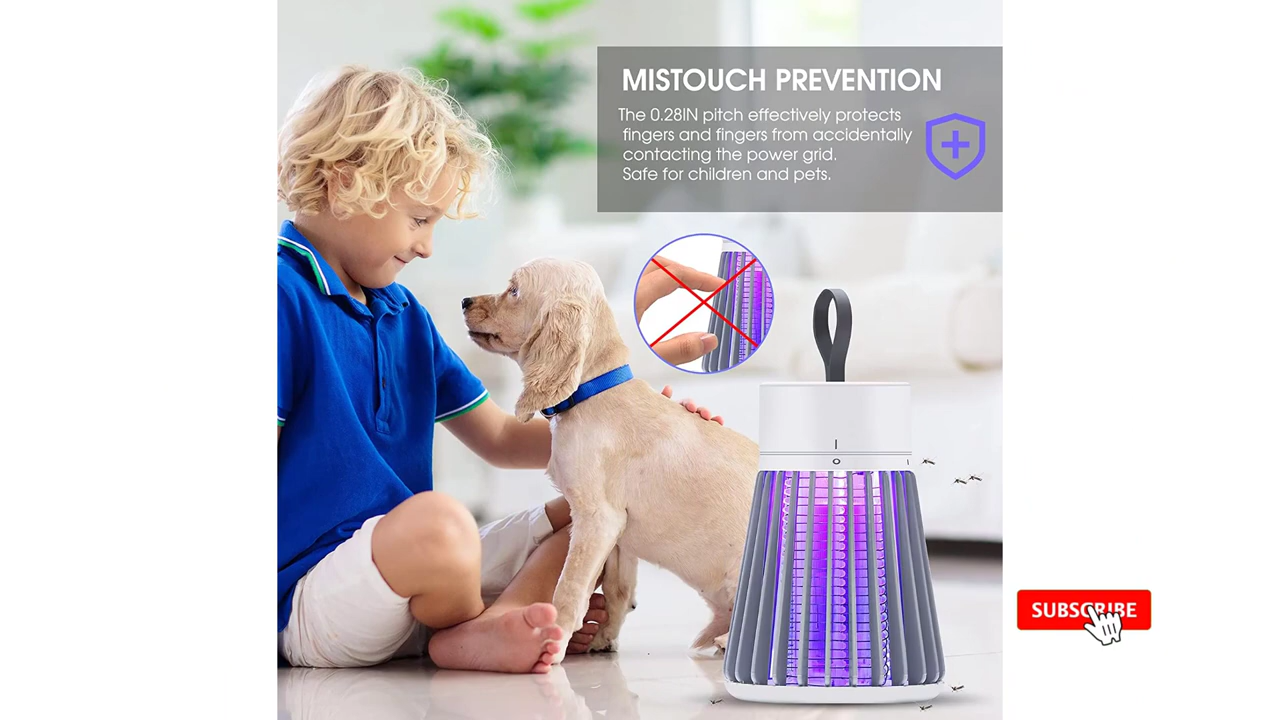 MISTOUCH PREVENTION
The 0.28IN pitch effectively protects
fingers and fingers from accidentally
contacting the power grid.
Safe for children and pets.
SUBSCRIBE